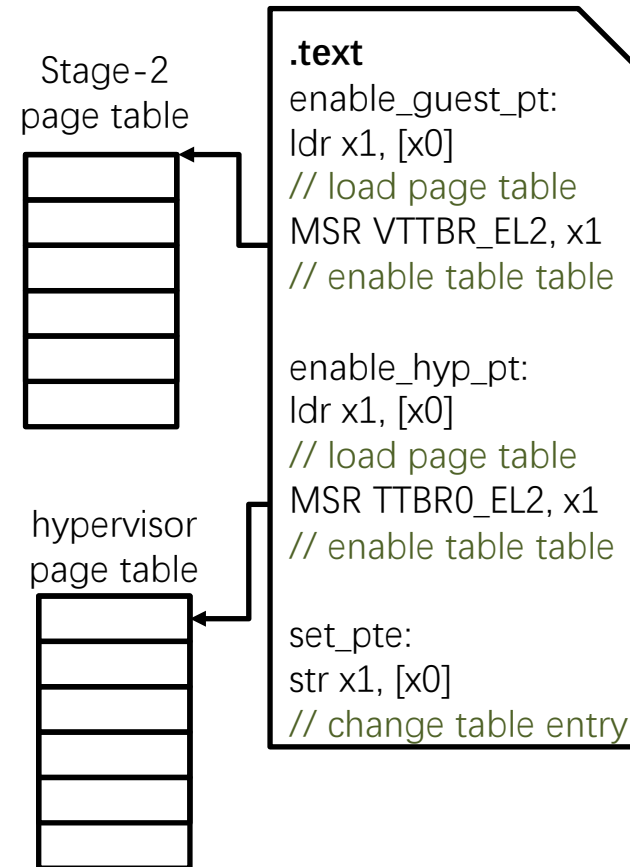 Stage-2
page table
hypervisor
page table
.text
enable_guest_pt:
ldr x1, [x0]
// load page table
MSR VTTBR_EL2, x1
// enable table table
enable_hyp_pt:
ldr x1, [x0]
// load page table
MSR TTBR0_EL2, x1
// enable table table
set_pte:
str x1, [x0]
// change table entry